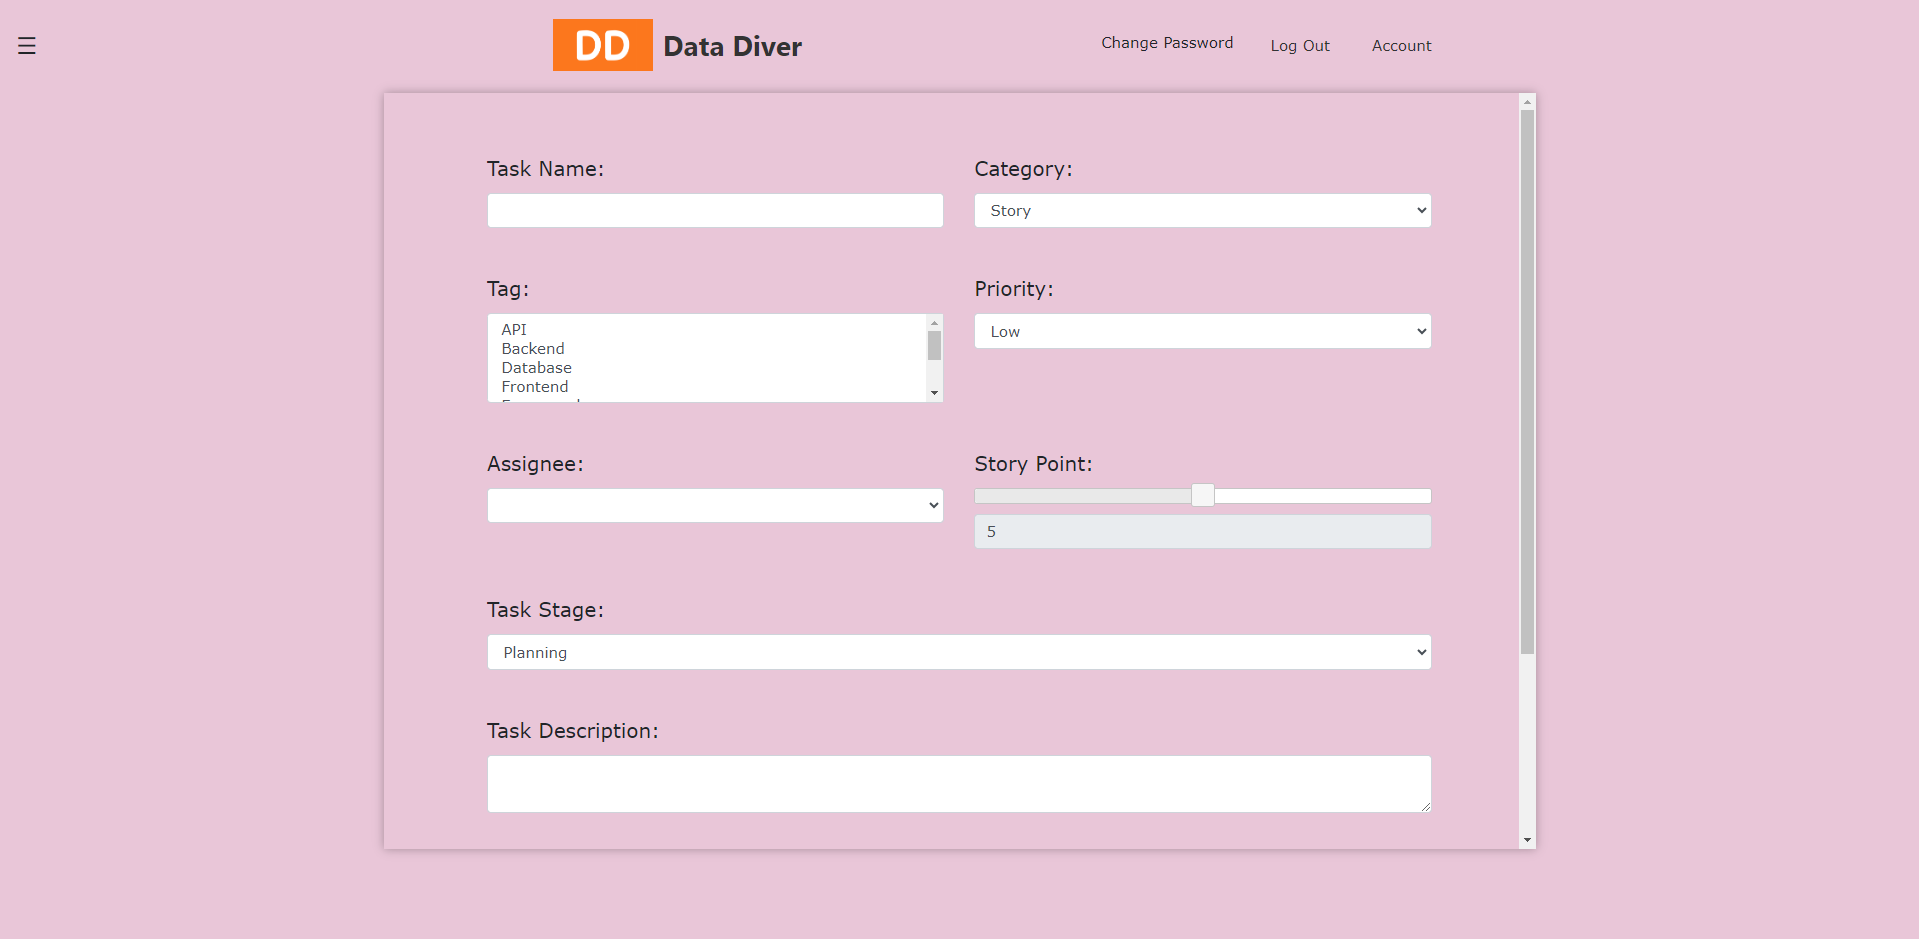 DD Data Diver
Change Password
Log Out
Account
Task Name:
Category:
Story
Tag:
API
Backend
Database
Frontend
Priority:
Low
Assignee:
Story Point:
5
Task Stage:
Planning
Task Description: